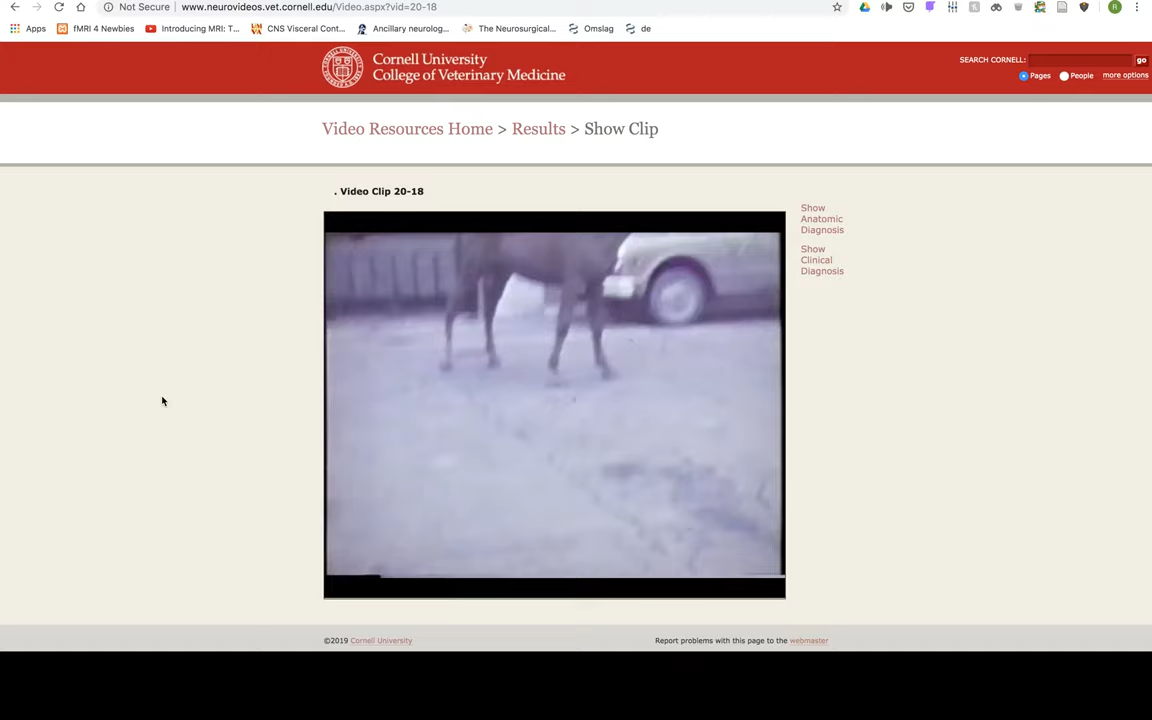 Not Secure | www.neurovideos.vet.cornell.edu/Video.aspx?vid=20-18
Apps fMRI 4 Newbies Introducing MRI: T... CNS Visceral Cont... Ancillary neurolog... The Neurosurgical... Omslag de
Cornell University
College of Veterinary Medicine
SEARCH CORNELL: go
Pages People more options
Video Resources Home > Results > Show Clip
. Video Clip 20-18
Show
Anatomic
Diagnosis
Show
Clinical
Diagnosis
©2019 Cornell University
Report problems with this page to the webmaster
R